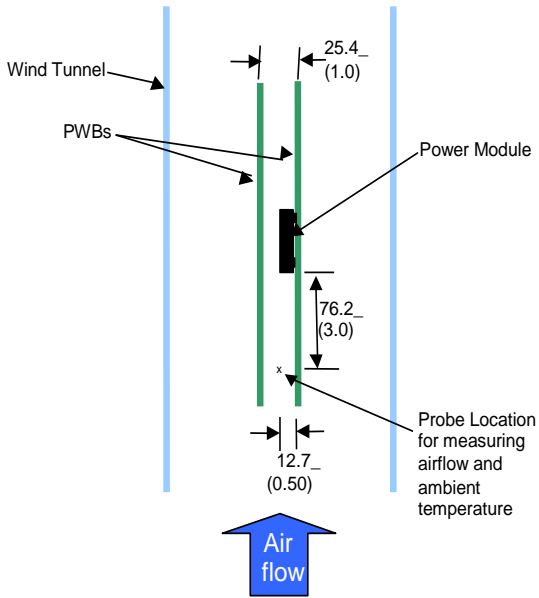 25.4_
(1.0)
Wind Tunnel
PWBs
Power Module
76.2_
(3.0)
x
Probe Location
for measuring
airflow and
ambient
temperature
12.7_
(0.50)
Air
flow